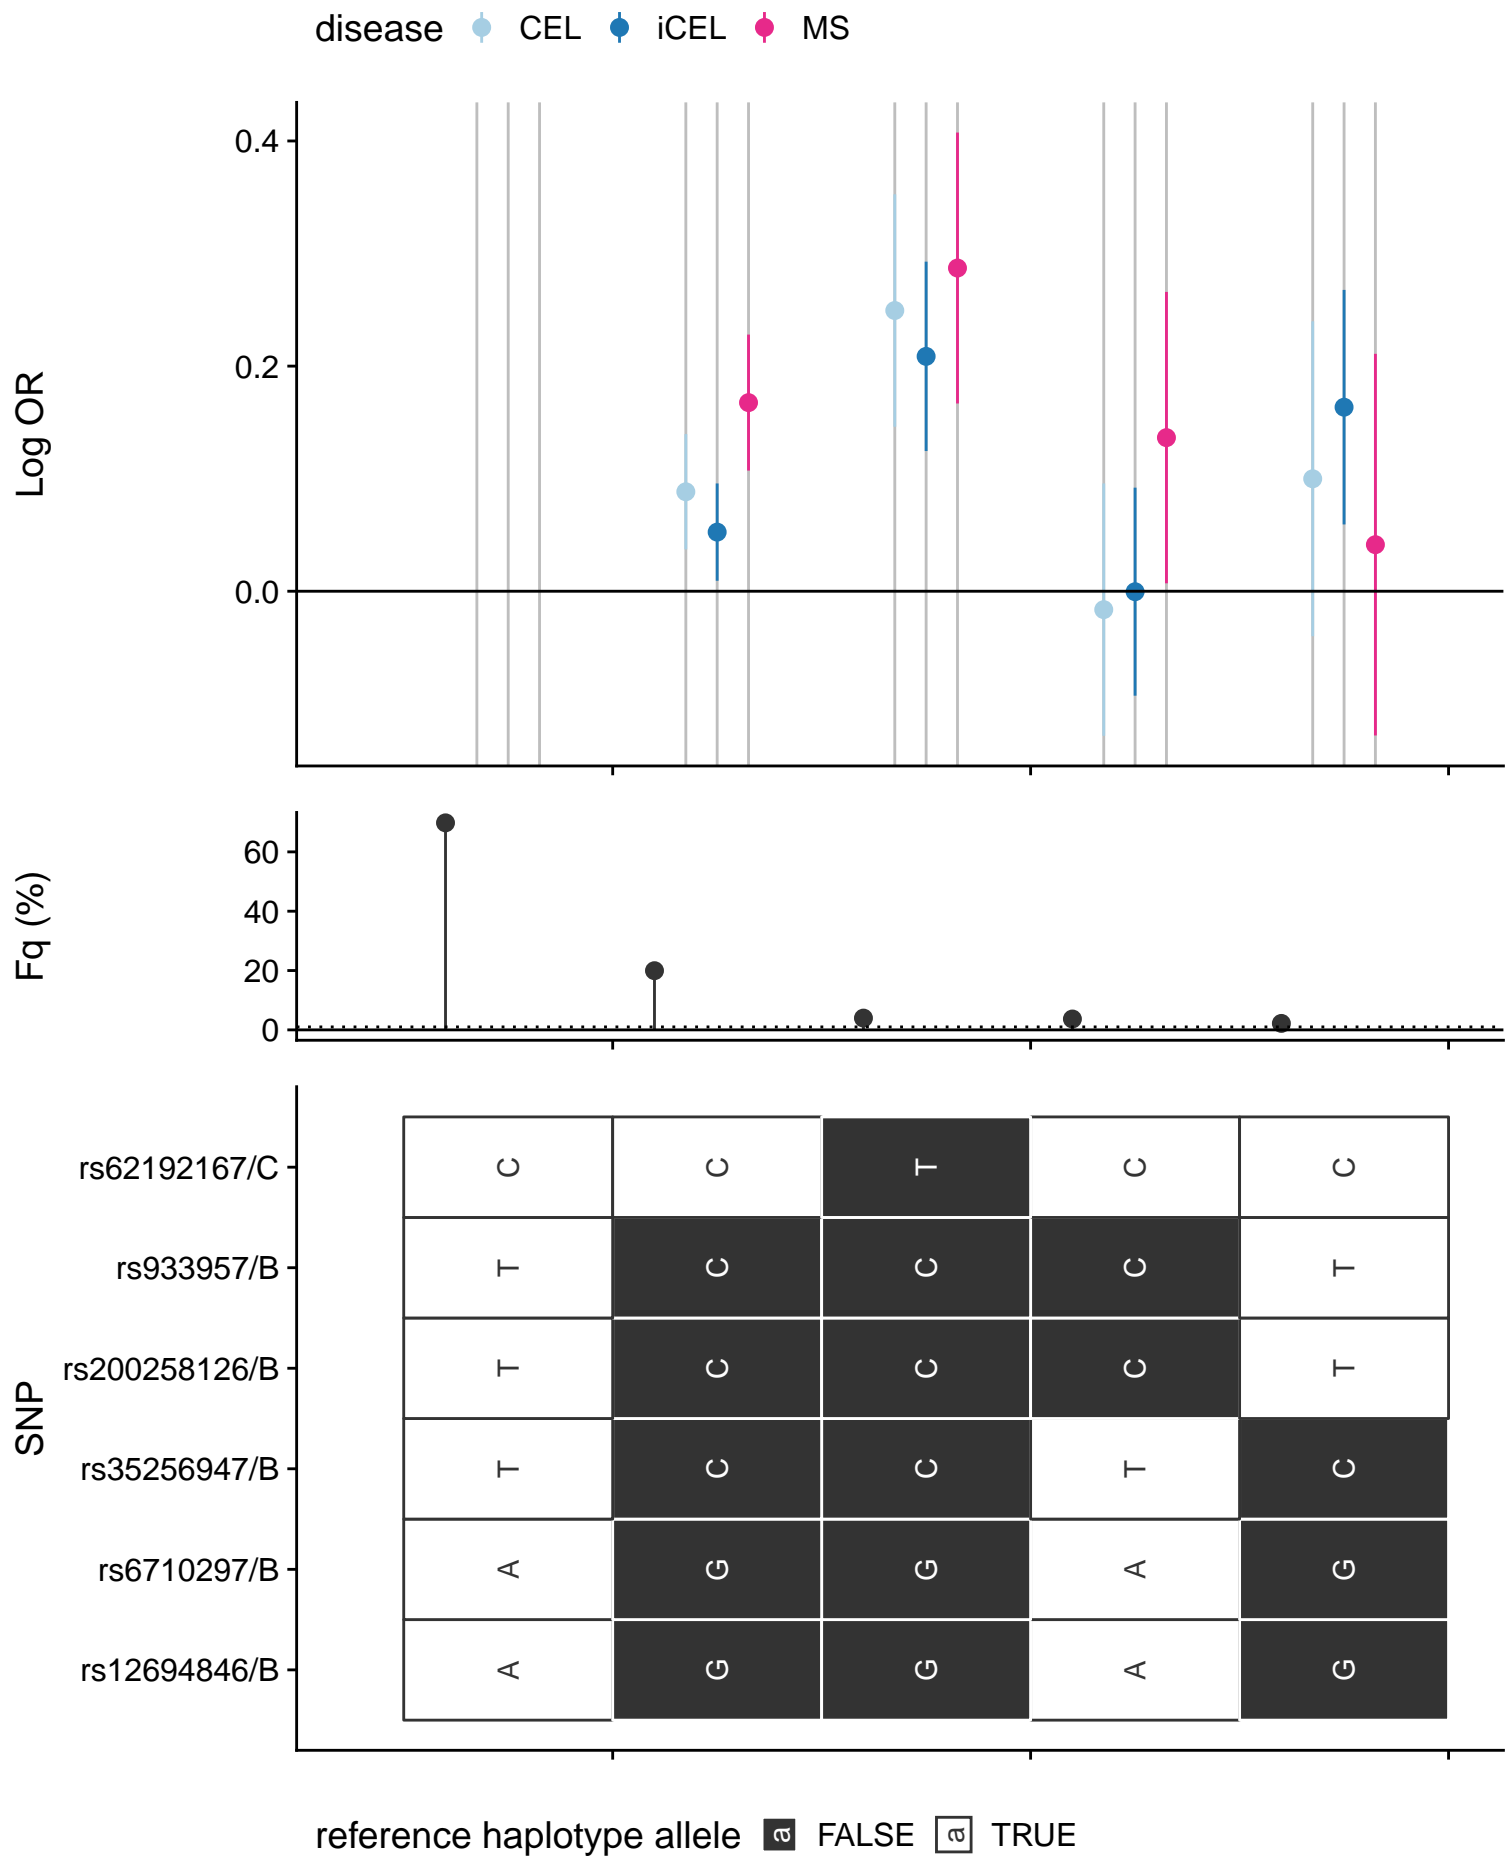 disease CEL iCEL MS
0.4
0.2
0.0
Log OR
60
40
20
0
Fq (%)
rs62192167/C C C T C C
rs933957/B T C C C T
rs200258126/B T C C C T
rs35256947/B T C C T C
rs6710297/B A G G A G
rs12694846/B A G G A G
SNP
reference haplotype allele a FALSE a TRUE